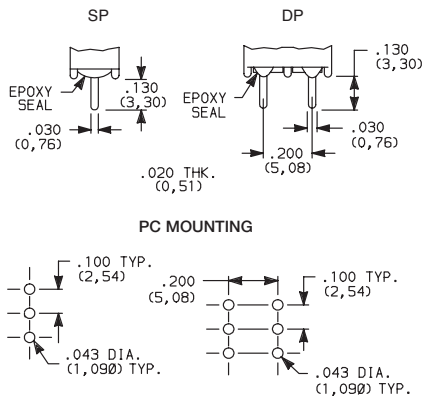 SP
DP
EPOXY
SEAL
.130
(3,30)
.030
(0,76)
EPOXY
SEAL
.130
(3,30)
.030
(0,76)
.200
(5,08)
.020 THK.
(0,51)
PC MOUNTING
.100 TYP.
(2,54)
.043 DIA.
(1,090) TYP.
.200
(5,08)
.100 TYP.
(2,54)
.043 DIA.
(1,090) TYP.